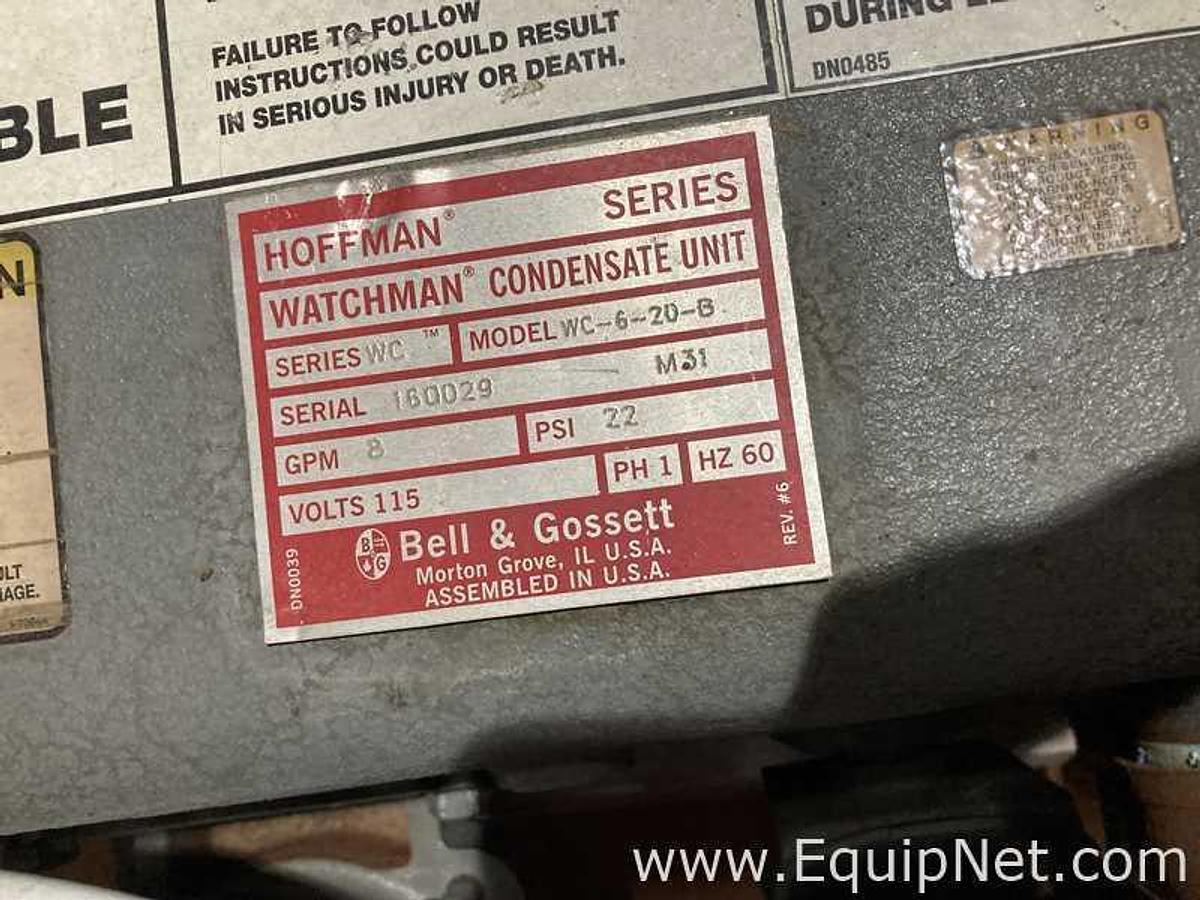 FAILURE TO FOLLOW
INSTRUCTIONS COULD RESULT
IN SERIOUS INJURY OR DEATH.
DURING
DN0485
BLE
WARNING
HOFFMAN® SERIES
WATCHMAN® CONDENSATE UNIT
SERIES WC™ MODEL WC-6-20-B
SERIAL 160029 M31
GPM 8 PSI 22
VOLTS 115 PH 1 HZ 60
B G Bell & Gossett
Morton Grove, IL U.S.A.
ASSEMBLED IN U.S.A.
DN0039
REV. #6
N
ULT
AGE.
www.EquipNet.com